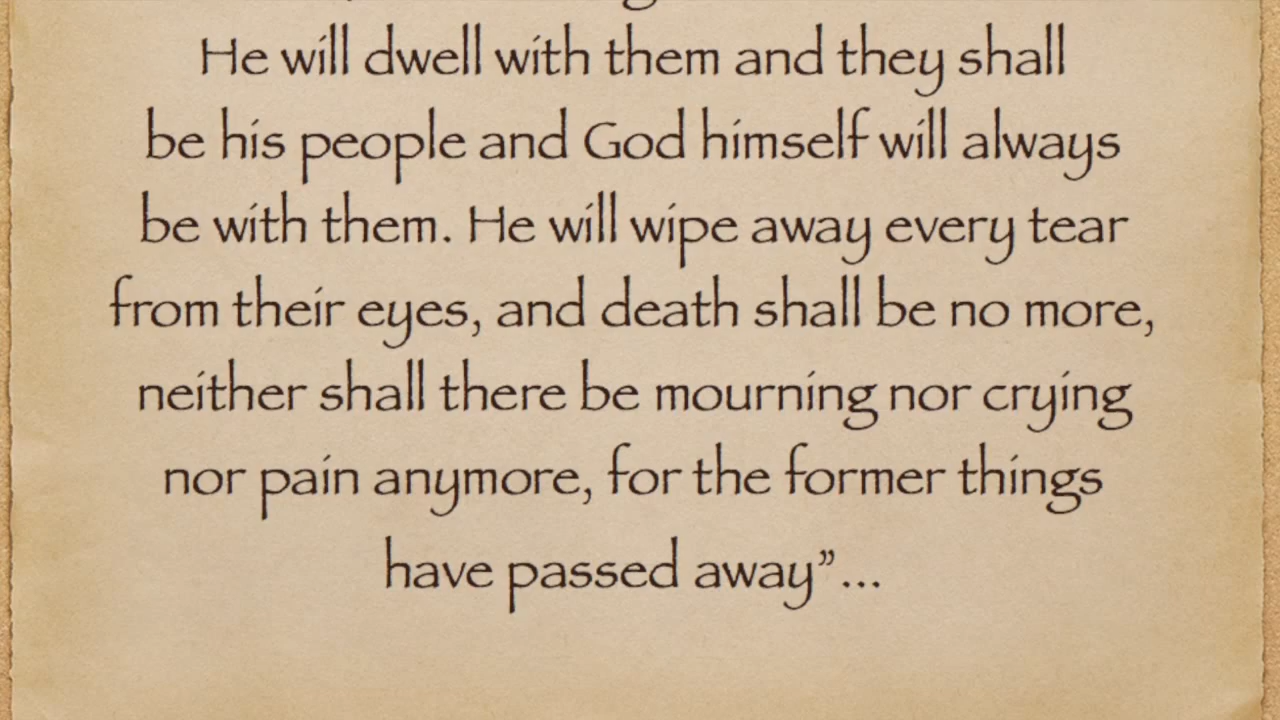 He will dwell with them and they shall
be his people and God himself will always
be with them. He will wipe away every tear
from their eyes, and death shall be no more,
neither shall there be mourning nor crying
nor pain anymore, for the former things
have passed away”...